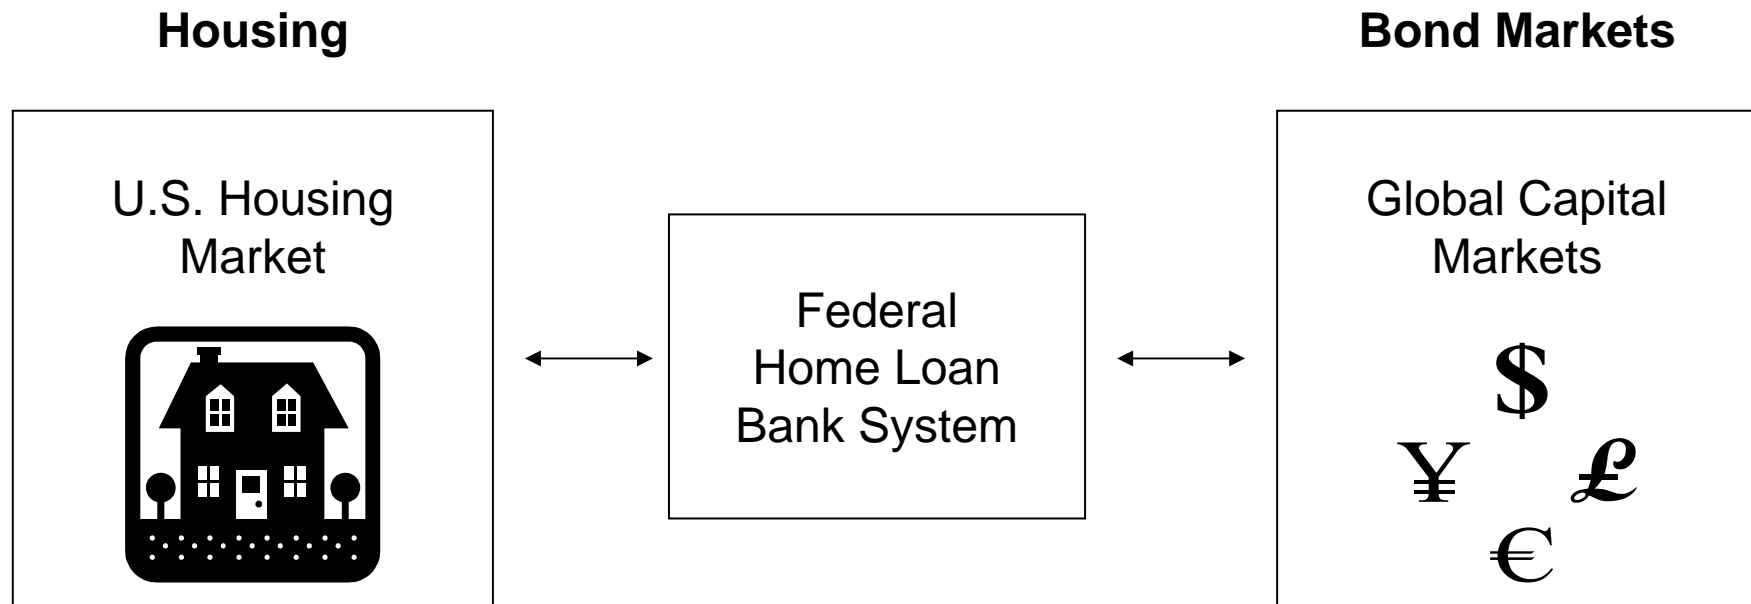 Housing
Bond Markets
U.S. Housing
Market
Federal
Home Loan
Bank System
Global Capital
Markets
$
¥
£
€